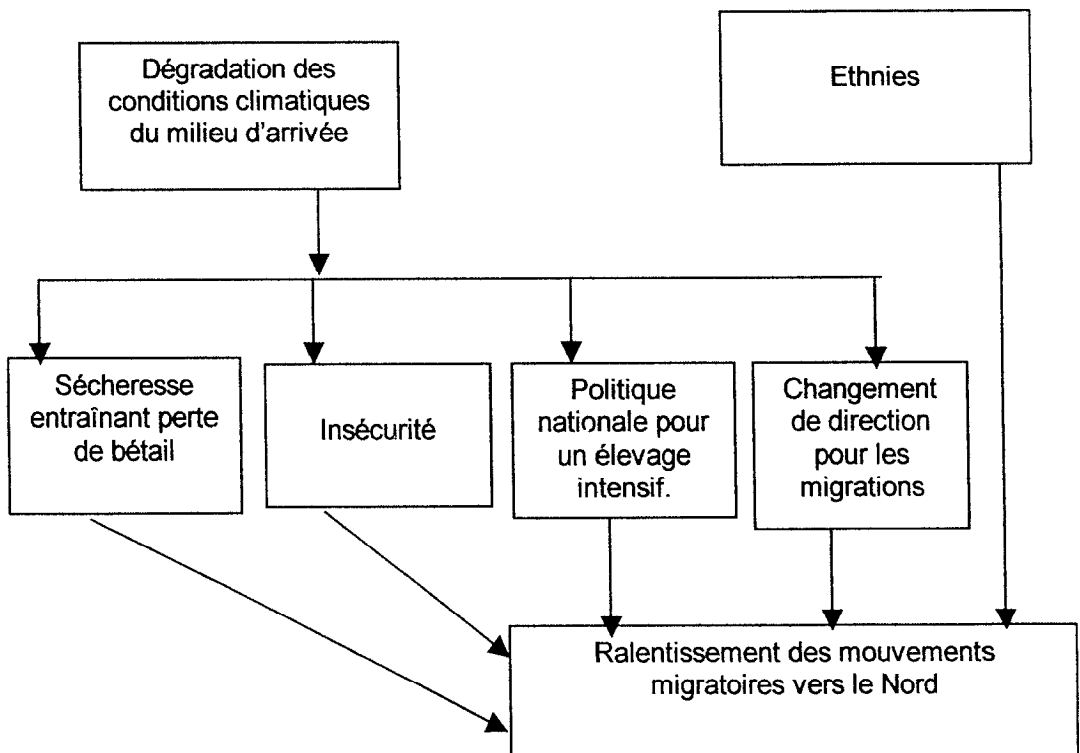 Dégradation des
conditions climatiques
du milieu d'arrivée
Ethnies
Sécheresse
entraînant perte
de bétail
Insécurité
Politique
nationale pour
un élevage
intensif.
Changement
de direction
pour les
migrations
Ralentissement des mouvements
migratoires vers le Nord